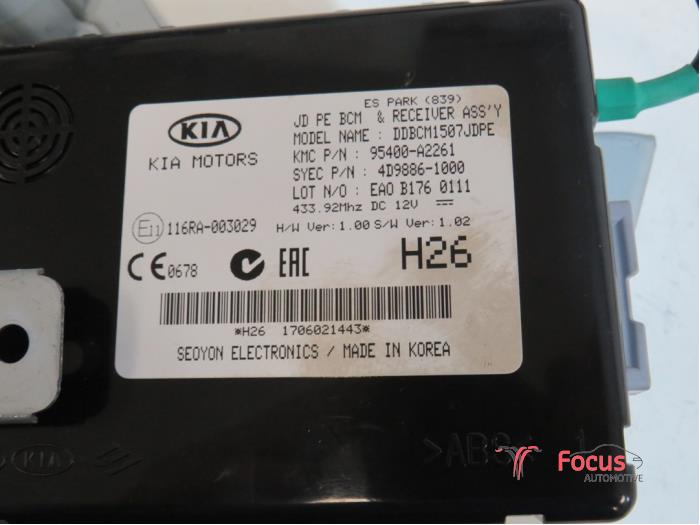 ES PARK (839)
JD PE BCM & RECEIVER ASS'Y
MODEL NAME : DDBCM1507JDPE
KMC P/N : 95400-A2261
SYEC P/N : 4D9886-1000
LOT N/O : EAO B176 0111
433.92Mhz DC 12V
H/W Ver:1.00 S/W Ver:1.02
KIA
KIA MOTORS
E11 116RA-003029
CE 0678
EAC
H26
*H26 1706021443*
SEOYON ELECTRONICS / MADE IN KOREA
KIA
Focus
AUTOMOTIVE